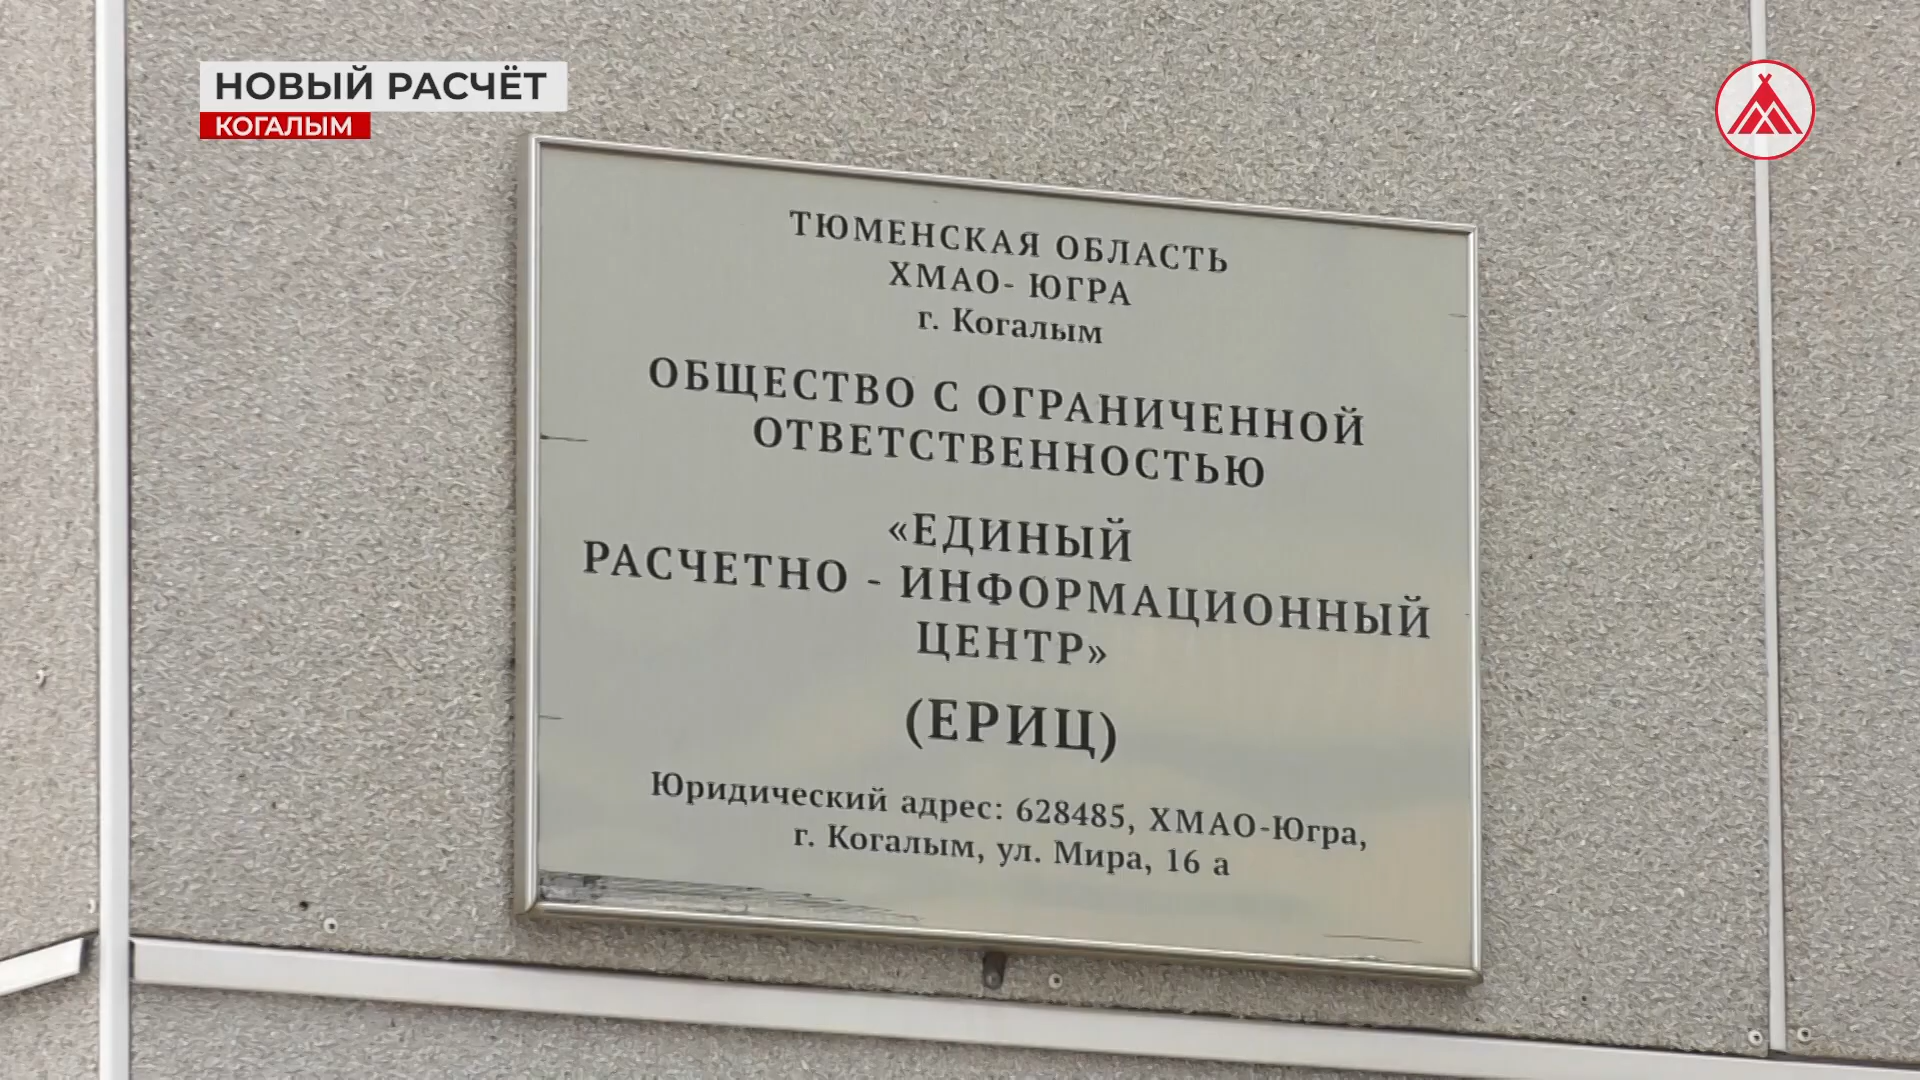 НОВЫЙ РАСЧЁТ
КОГАЛЫМ
ТЮМЕНСКАЯ ОБЛАСТЬ
ХМАО- ЮГРА
г. Когалым
ОБЩЕСТВО С ОГРАНИЧЕННОЙ
ОТВЕТСТВЕННОСТЬЮ
«ЕДИНЫЙ
РАСЧЕТНО - ИНФОРМАЦИОННЫЙ
ЦЕНТР»
(ЕРИЦ)
Юридический адрес: 628485, ХМАО-Югра,
г. Когалым, ул. Мира, 16 а